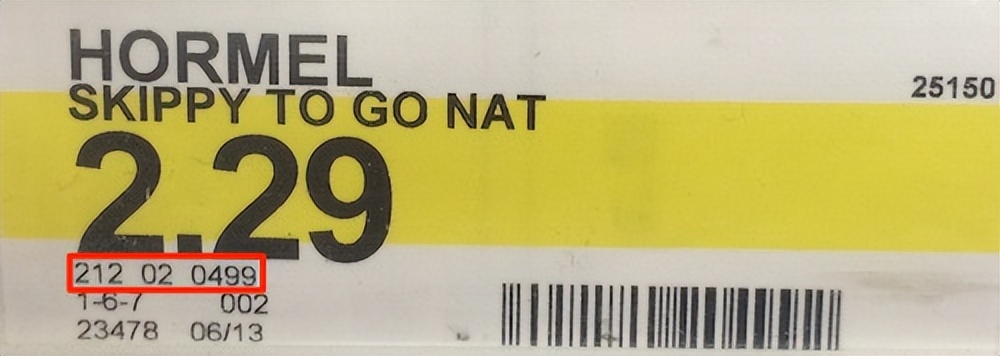 HORMEL
25150
SKIPPY TO GO NAT
2.29
212 02 0499
1-6-7 002
23478 06/13